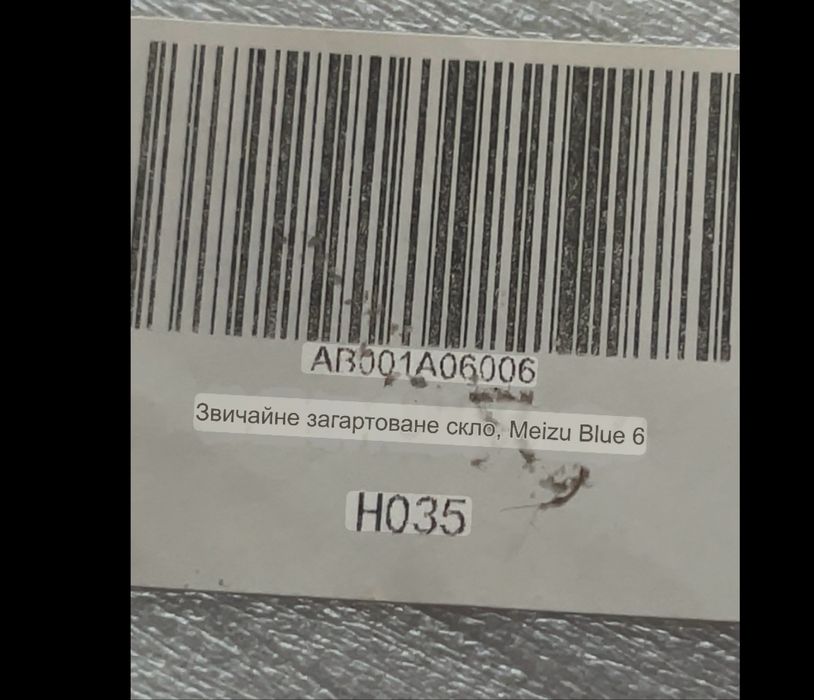 AB001A06006
Звичайне загартоване скло, Meizu Blue 6
H035